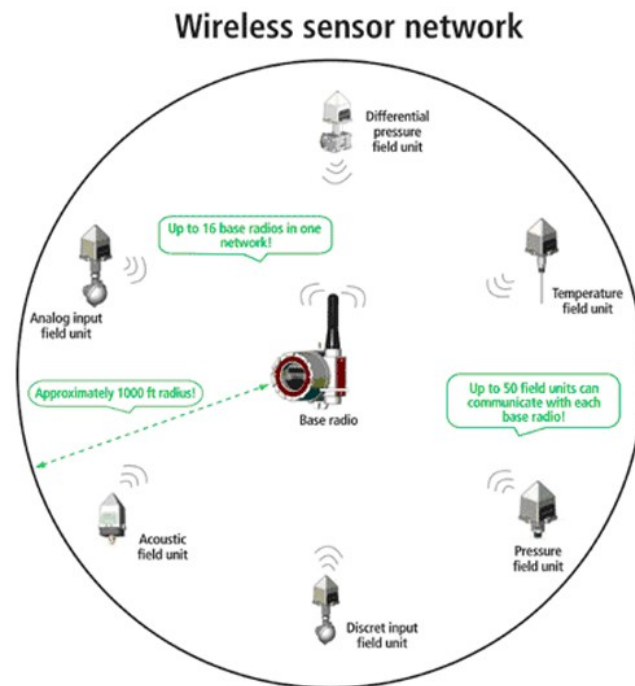 Wireless sensor network
Differential
pressure
field unit
Up to 16 base radios in one
network!
Analog input
field unit
Temperature
field unit
Approximately 1000 ft radius!
Base radio
Up to 50 field units can
communicate with each
base radio!
Acoustic
field unit
Pressure
field unit
Discret input
field unit